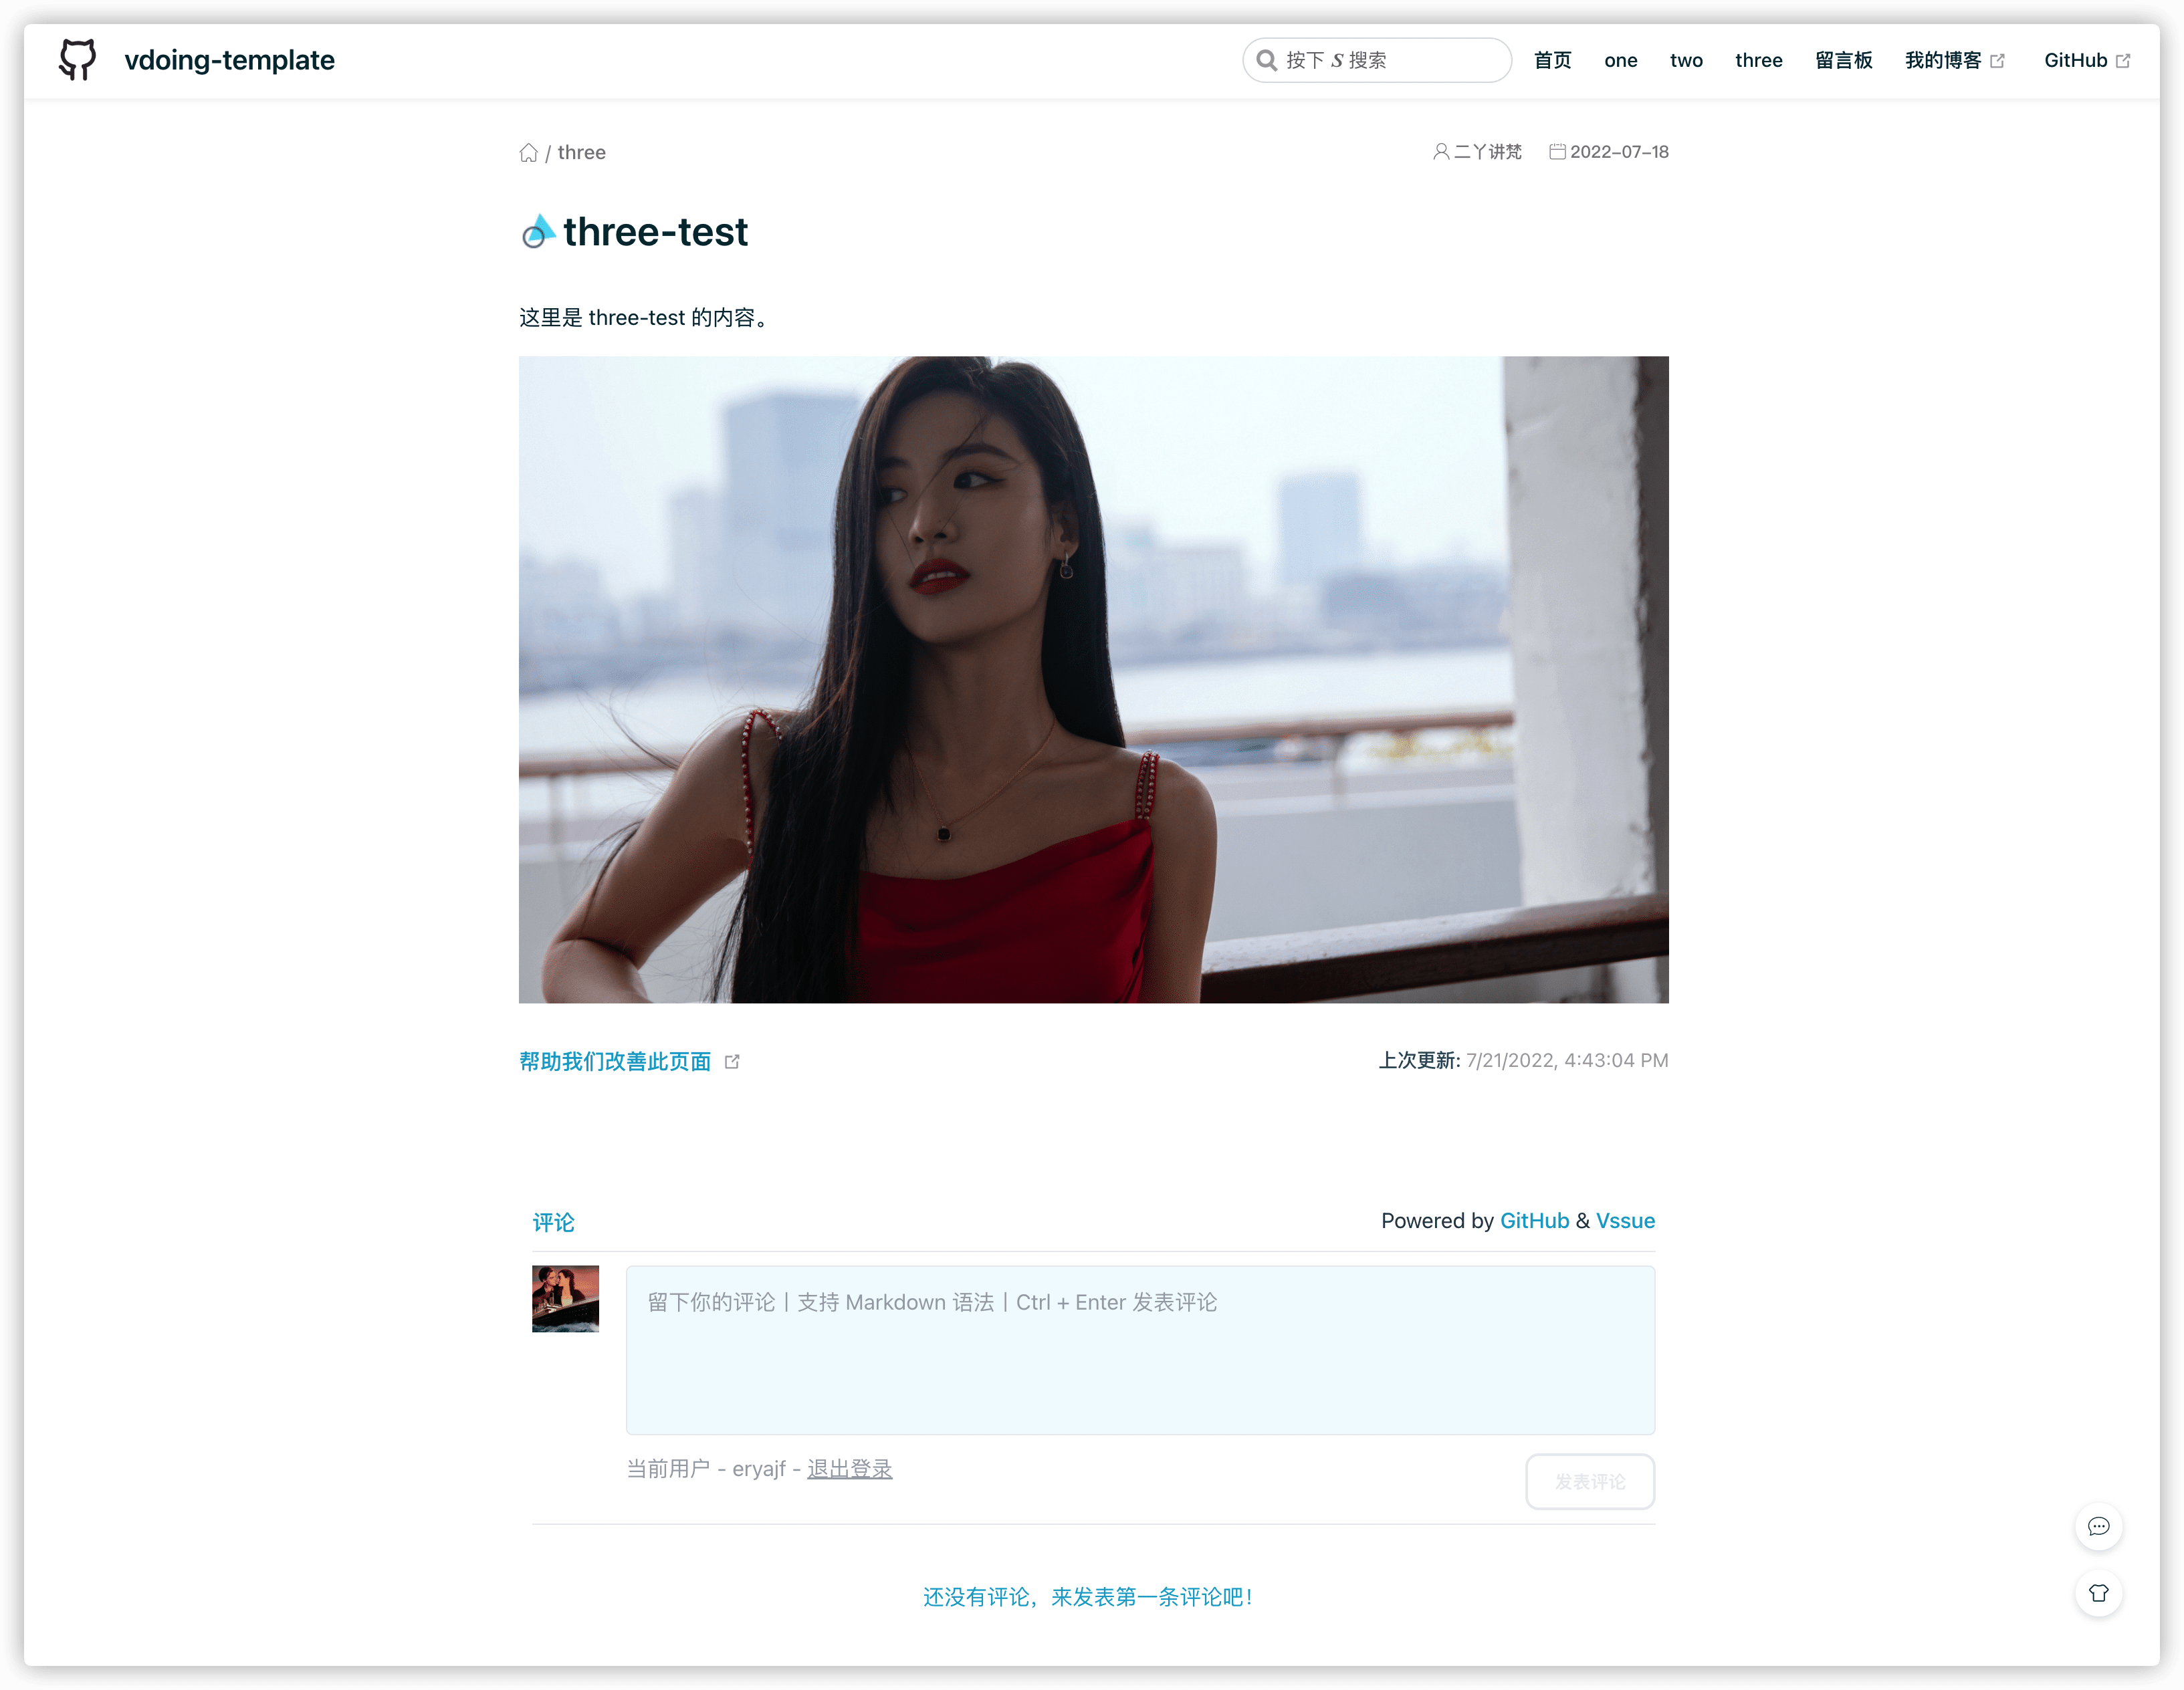 vdoing-template
按下 S 搜索
首页
one
two
three
留言板
我的博客
GitHub
/ three
二丫讲梵
2022-07-18
three-test
这里是 three-test 的内容。
帮助我们改善此页面
上次更新: 7/21/2022, 4:43:04 PM
评论
Powered by GitHub & Vssue
留下你的评论丨支持 Markdown 语法丨Ctrl + Enter 发表评论
当前用户 - eryajf - 退出登录
发表评论
还没有评论，来发表第一条评论吧！